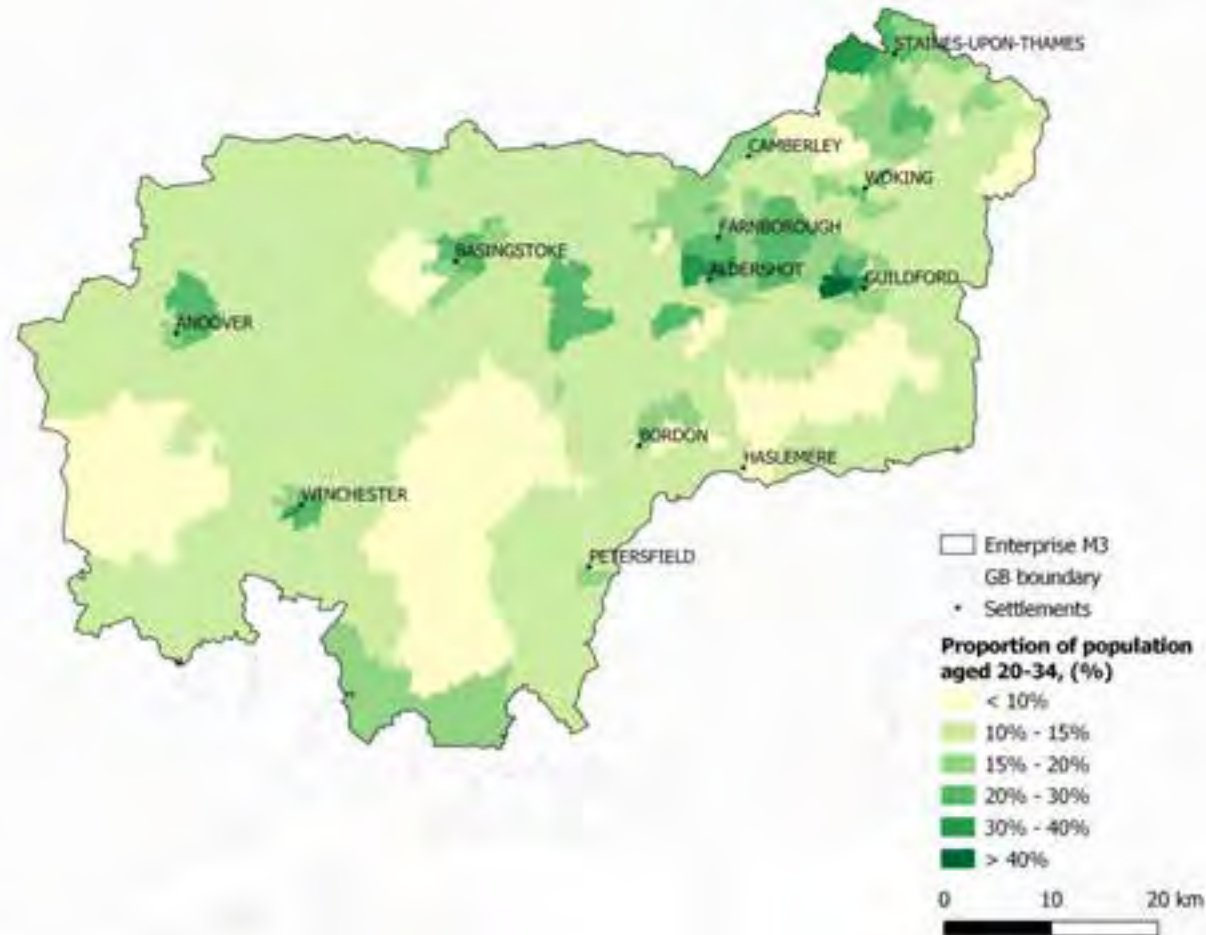 STAINES-UPON-THAMES
CAMBERLEY
WOKING
FARNBOROUGH
BASINGSTOKE
ALDERSHOT
GUILDFORD
ANDOVER
BORDON
HASLEMERE
WINCHESTER
PETERSFIELD
Enterprise M3
GB boundary
Settlements
Proportion of population
aged 20-34, (%)
< 10%
10% - 15%
15% - 20%
20% - 30%
30% - 40%
> 40%
0 10 20 km